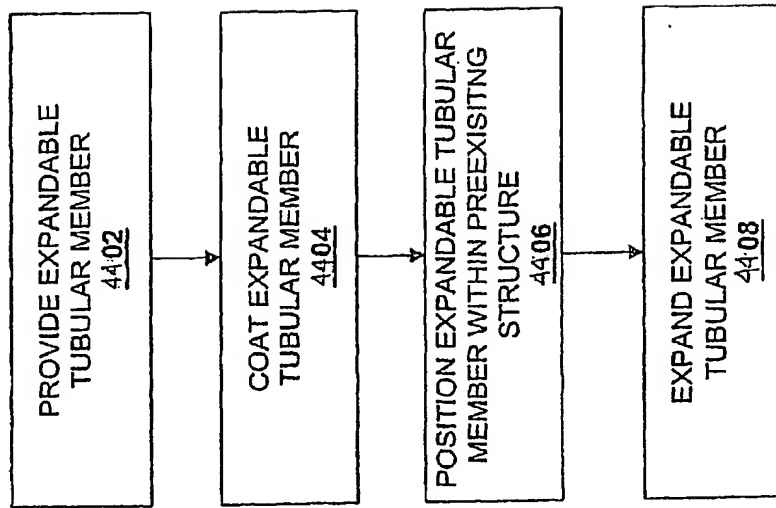 PROVIDE EXPANDABLE
TUBULAR MEMBER
4402
COAT EXPANDABLE
TUBULAR MEMBER
4404
POSITION EXPANDABLE TUBULAR
MEMBER WITHIN PREEXISITNG
STRUCTURE
4406
EXPAND EXPANDABLE
TUBULAR MEMBER
4408